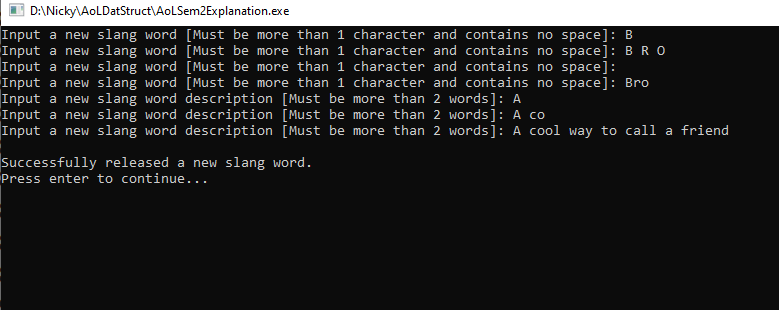 D:\Nicky\AoLDatStruct\AoLSem2Explanation.exe
Input a new slang word [Must be more than 1 character and contains no space]: B
Input a new slang word [Must be more than 1 character and contains no space]: B R O
Input a new slang word [Must be more than 1 character and contains no space]:
Input a new slang word [Must be more than 1 character and contains no space]: Bro
Input a new slang word description [Must be more than 2 words]: A
Input a new slang word description [Must be more than 2 words]: A co
Input a new slang word description [Must be more than 2 words]: A cool way to call a friend
Successfully released a new slang word.
Press enter to continue...